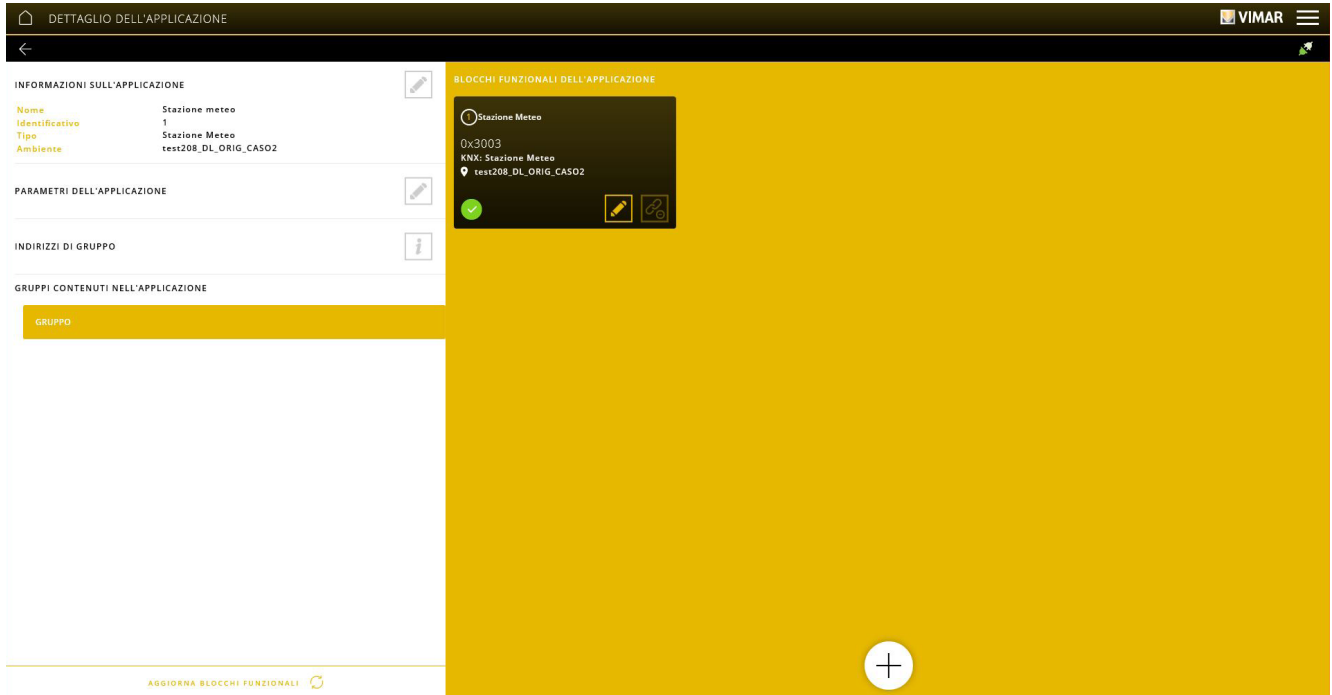 DETTAGLIO DELL'APPLICAZIONE
VIMAR
INFORMAZIONI SULL'APPLICAZIONE
Nome Stazione meteo
Identificativo 1
Tipo Stazione Meteo
Ambiente test208_DL_ORIG_CASO2
PARAMETRI DELL'APPLICAZIONE
INDIRIZZI DI GRUPPO
i
GRUPPI CONTENUTI NELL'APPLICAZIONE
GRUPPO
AGGIORNA BLOCCHI FUNZIONALI
BLOCCHI FUNZIONALI DELL'APPLICAZIONE
1 Stazione Meteo
0x3003
KNX: Stazione Meteo
test208_DL_ORIG_CASO2